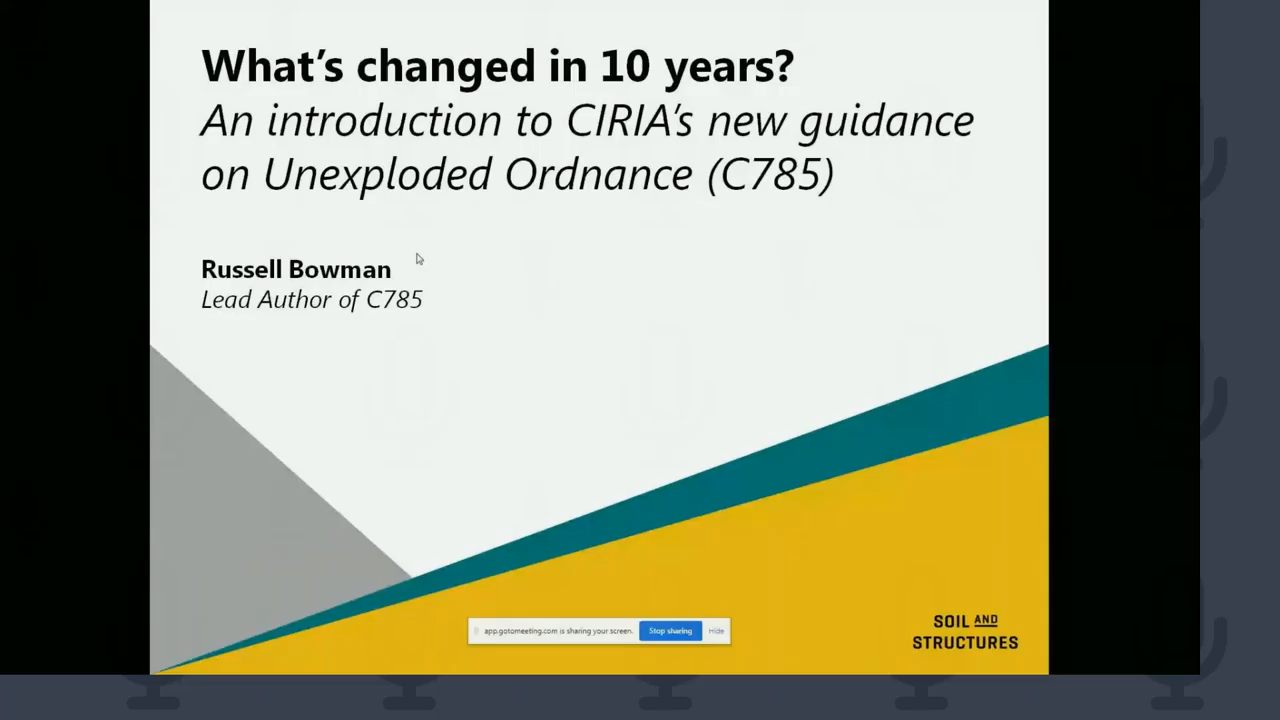 What's changed in 10 years?
An introduction to CIRIA's new guidance
on Unexploded Ordnance (C785)
Russell Bowman
Lead Author of C785
app.gotomeeting.com is sharing your screen.
Stop sharing
Hide
SOIL AND
STRUCTURES